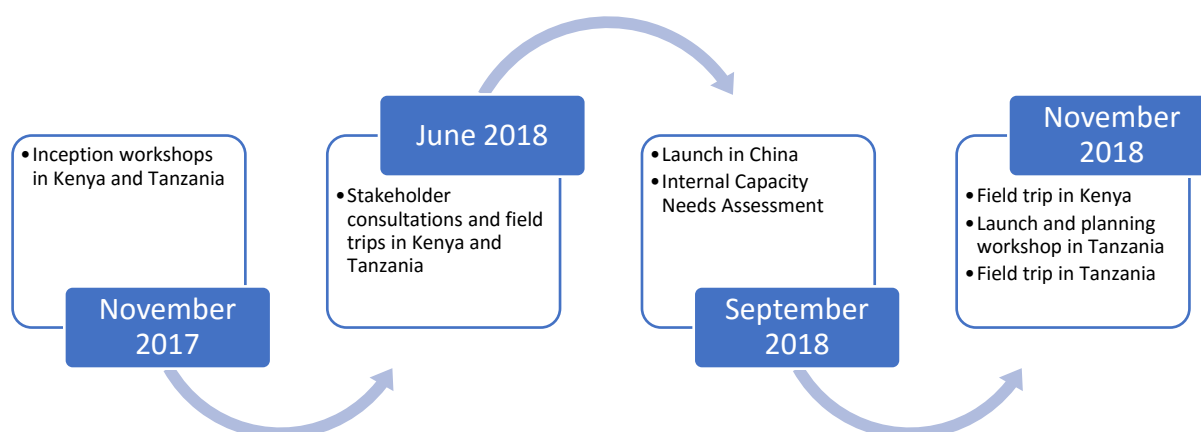 •Inception workshops
in Kenya and Tanzania
November
2017
June 2018
•Stakeholder
consultations and field
trips in Kenya and
Tanzania
•Launch in China
•Internal Capacity
Needs Assessment
September
2018
November
2018
•Field trip in Kenya
•Launch and planning
workshop in Tanzania
•Field trip in Tanzania